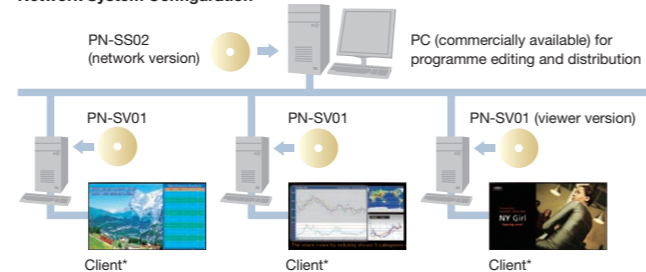 Network System Configuration
PN-SS02
(network version)
PC (commercially available) for
programme editing and distribution
PN-SV01
PN-SV01
PN-SV01 (viewer version)
NY Girl
Client*
Client*
Client*